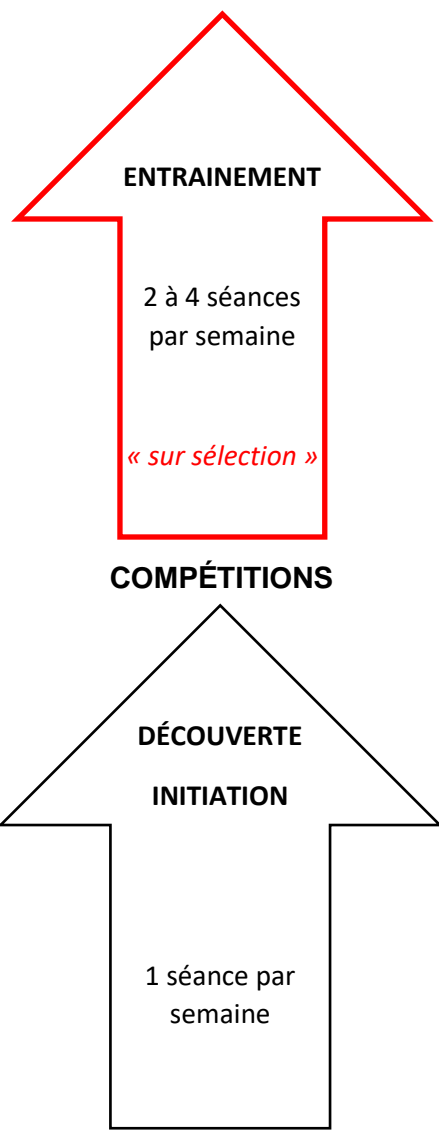 ENTRAINEMENT
2 à 4 séances
par semaine
« sur sélection »
COMPÉTITIONS
DÉCOUVERTE
INITIATION
1 séance par
semaine